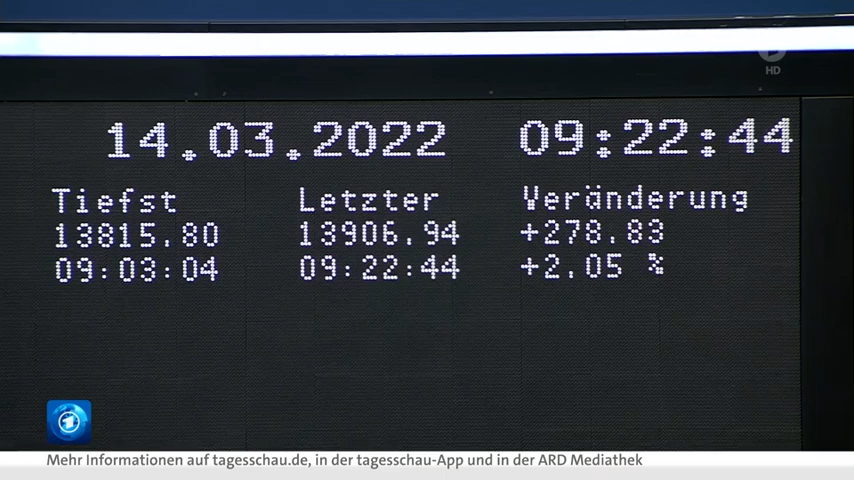 HD
14.03.2022 09:22:44
Tiefst Letzter Veränderung
13815.80 13906.94 +278.83
09:03:04 09:22:44 +2.05 %
1
Mehr Informationen auf tagesschau.de, in der tagesschau-App und in der ARD Mediathek